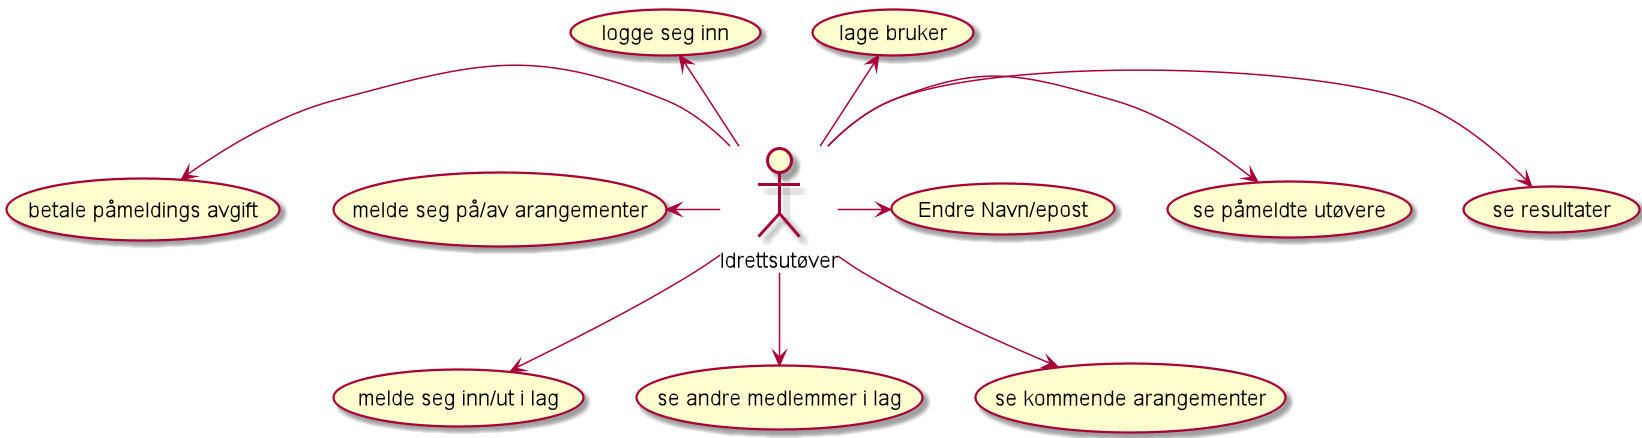 logge seg inn
lage bruker
betale påmeldings avgift
melde seg på/av arangementer
Endre Navn/epost
se påmeldte utøvere
se resultater
Idrettsutøver
melde seg inn/ut i lag
se andre medlemmer i lag
se kommende arangementer